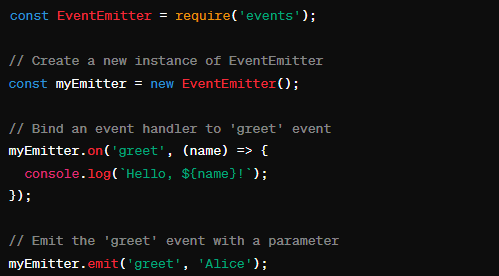 const EventEmitter = require('events');
// Create a new instance of EventEmitter
const myEmitter = new EventEmitter();
// Bind an event handler to 'greet' event
myEmitter.on('greet', (name) => {
  console.log(`Hello, ${name}!`);
});
// Emit the 'greet' event with a parameter
myEmitter.emit('greet', 'Alice');